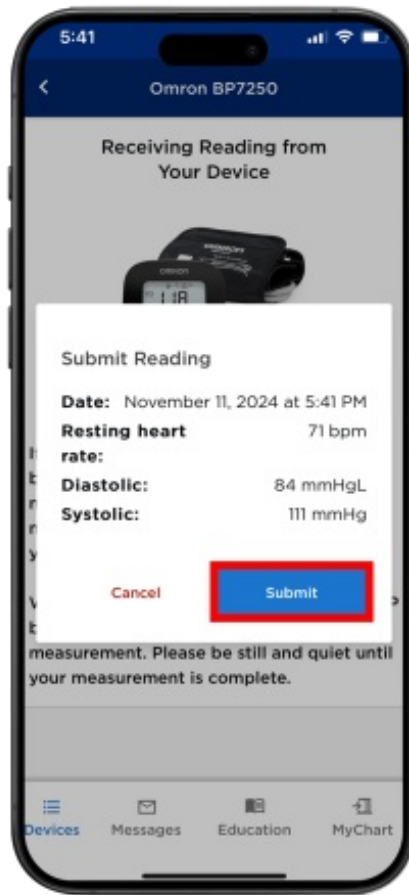 5:41
Omron BP7250
Receiving Reading from
Your Device
OMRON
118
Submit Reading
Date: November 11, 2024 at 5:41 PM
Resting heart 71 bpm
rate:
Diastolic: 84 mmHgL
Systolic: 111 mmHg
Cancel Submit
measurement. Please be still and quiet until
your measurement is complete.
Devices Messages Education MyChart